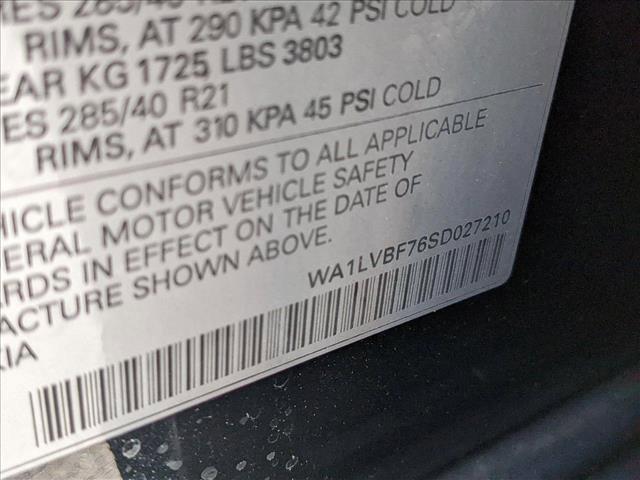 285/40
RIMS, AT 290 KPA 42 PSI COLD
EAR KG 1725 LBS 3803
ES 285/40 R21
RIMS, AT 310 KPA 45 PSI COLD
HICLE CONFORMS TO ALL APPLICABLE
ERAL MOTOR VEHICLE SAFETY
RDS IN EFFECT ON THE DATE OF
ACTURE SHOWN ABOVE.
WA1LVBF76SD027210
KIA